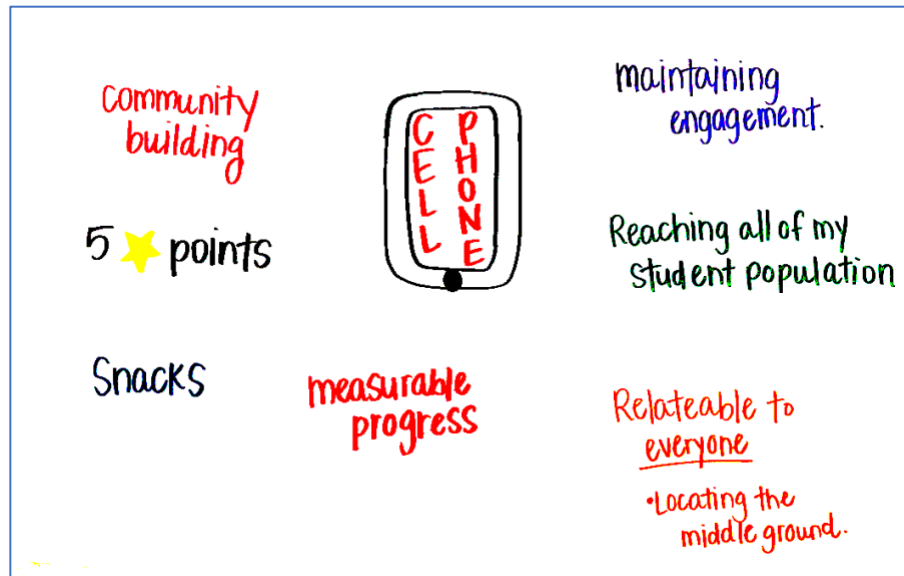 community
building
5 points
Snacks
CELL
PHONE
measurable
progress
maintaining
engagement.
Reaching all of my
student population
Relateable to
everyone
•Locating the
middle ground.